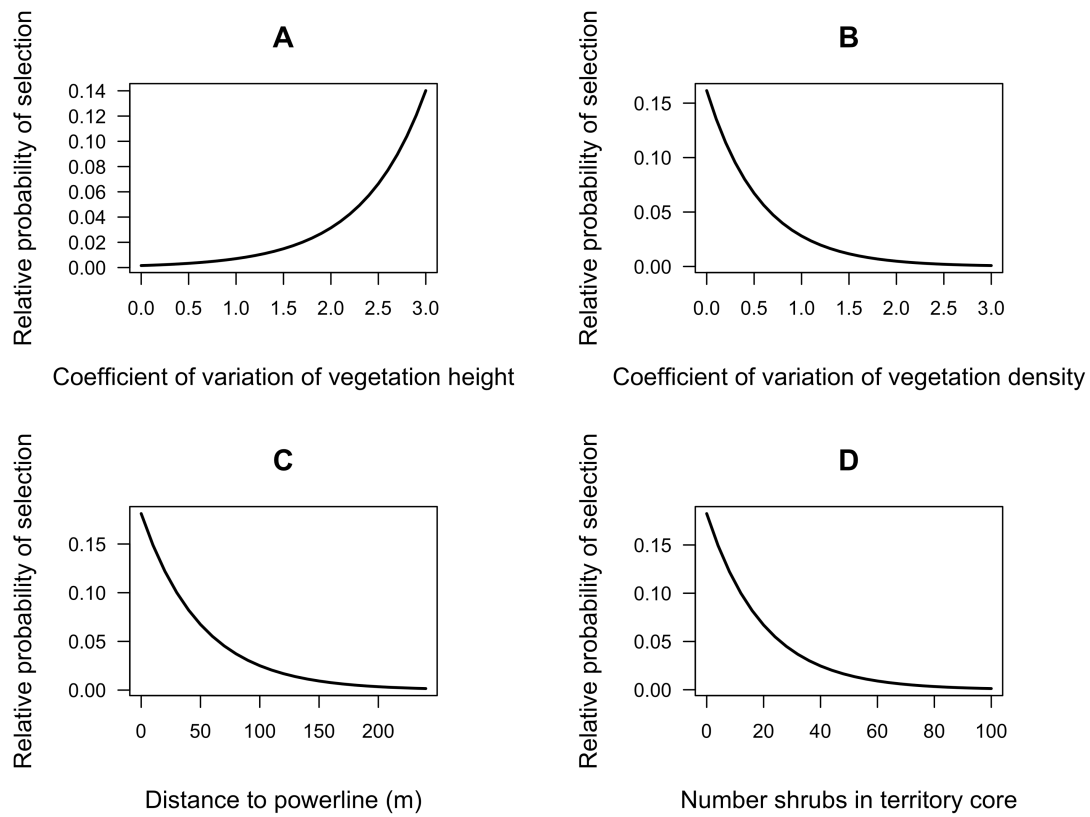 A
Relative probability of selection
0.14
0.12
0.10
0.08
0.06
0.04
0.02
0.00
0.0 0.5 1.0 1.5 2.0 2.5 3.0
Coefficient of variation of vegetation height
B
Relative probability of selection
0.15
0.10
0.05
0.00
0.0 0.5 1.0 1.5 2.0 2.5 3.0
Coefficient of variation of vegetation density
C
Relative probability of selection
0.15
0.10
0.05
0.00
0 50 100 150 200
Distance to powerline (m)
D
Relative probability of selection
0.15
0.10
0.05
0.00
0 20 40 60 80 100
Number shrubs in territory core